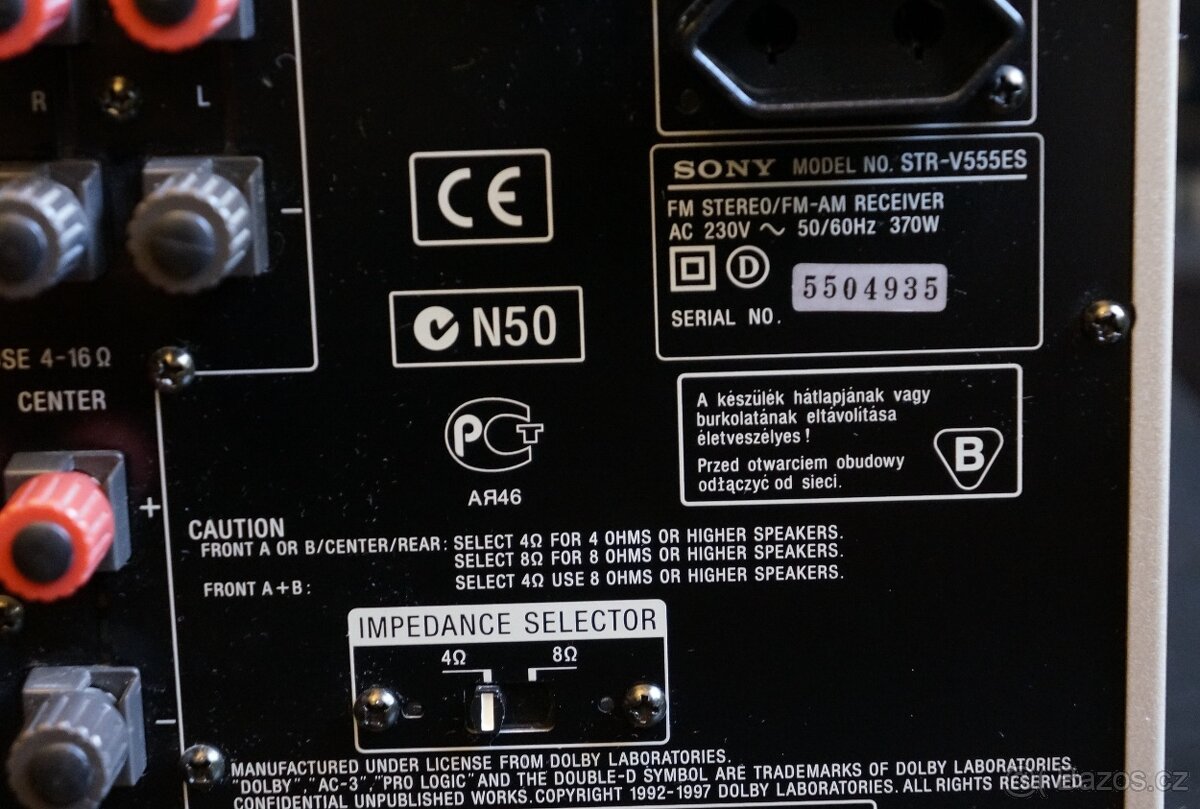 R
L
SONY MODEL NO. STR-V555ES
FM STEREO/FM-AM RECEIVER
AC 230V ~ 50/60Hz 370W
D
5504935
SERIAL NO.
CE
N50
4-16Ω
CENTER
A készülék hátlapjának vagy
burkolatának eltávolítása
életveszélyes!
Przed otwarciem obudowy
odłączyć od sieci.
B
РСТ
АЯ46
+
−
−
CAUTION
FRONT A OR B/CENTER/REAR: SELECT 4Ω FOR 4 OHMS OR HIGHER SPEAKERS.
SELECT 8Ω FOR 8 OHMS OR HIGHER SPEAKERS.
FRONT A+B: SELECT 4Ω USE 8 OHMS OR HIGHER SPEAKERS.
IMPEDANCE SELECTOR
4Ω 8Ω
MANUFACTURED UNDER LICENSE FROM DOLBY LABORATORIES.
"DOLBY", "AC-3", "PRO LOGIC" AND THE DOUBLE-D SYMBOL ARE TRADEMARKS OF DOLBY LABORATORIES.
CONFIDENTIAL UNPUBLISHED WORKS. COPYRIGHT 1992-1997 DOLBY LABORATORIES. ALL RIGHTS RESERVED.